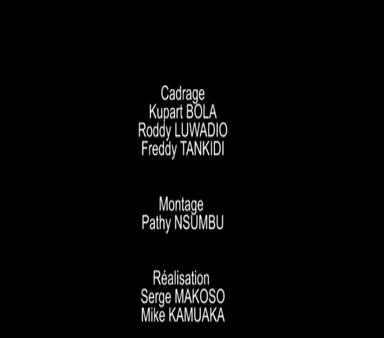 Cadrage
Kupart BOLA
Roddy LUWADIO
Freddy TANKIDI
Montage
Pathy NSUMBU
Réalisation
Serge MAKOSO
Mike KAMUAKA